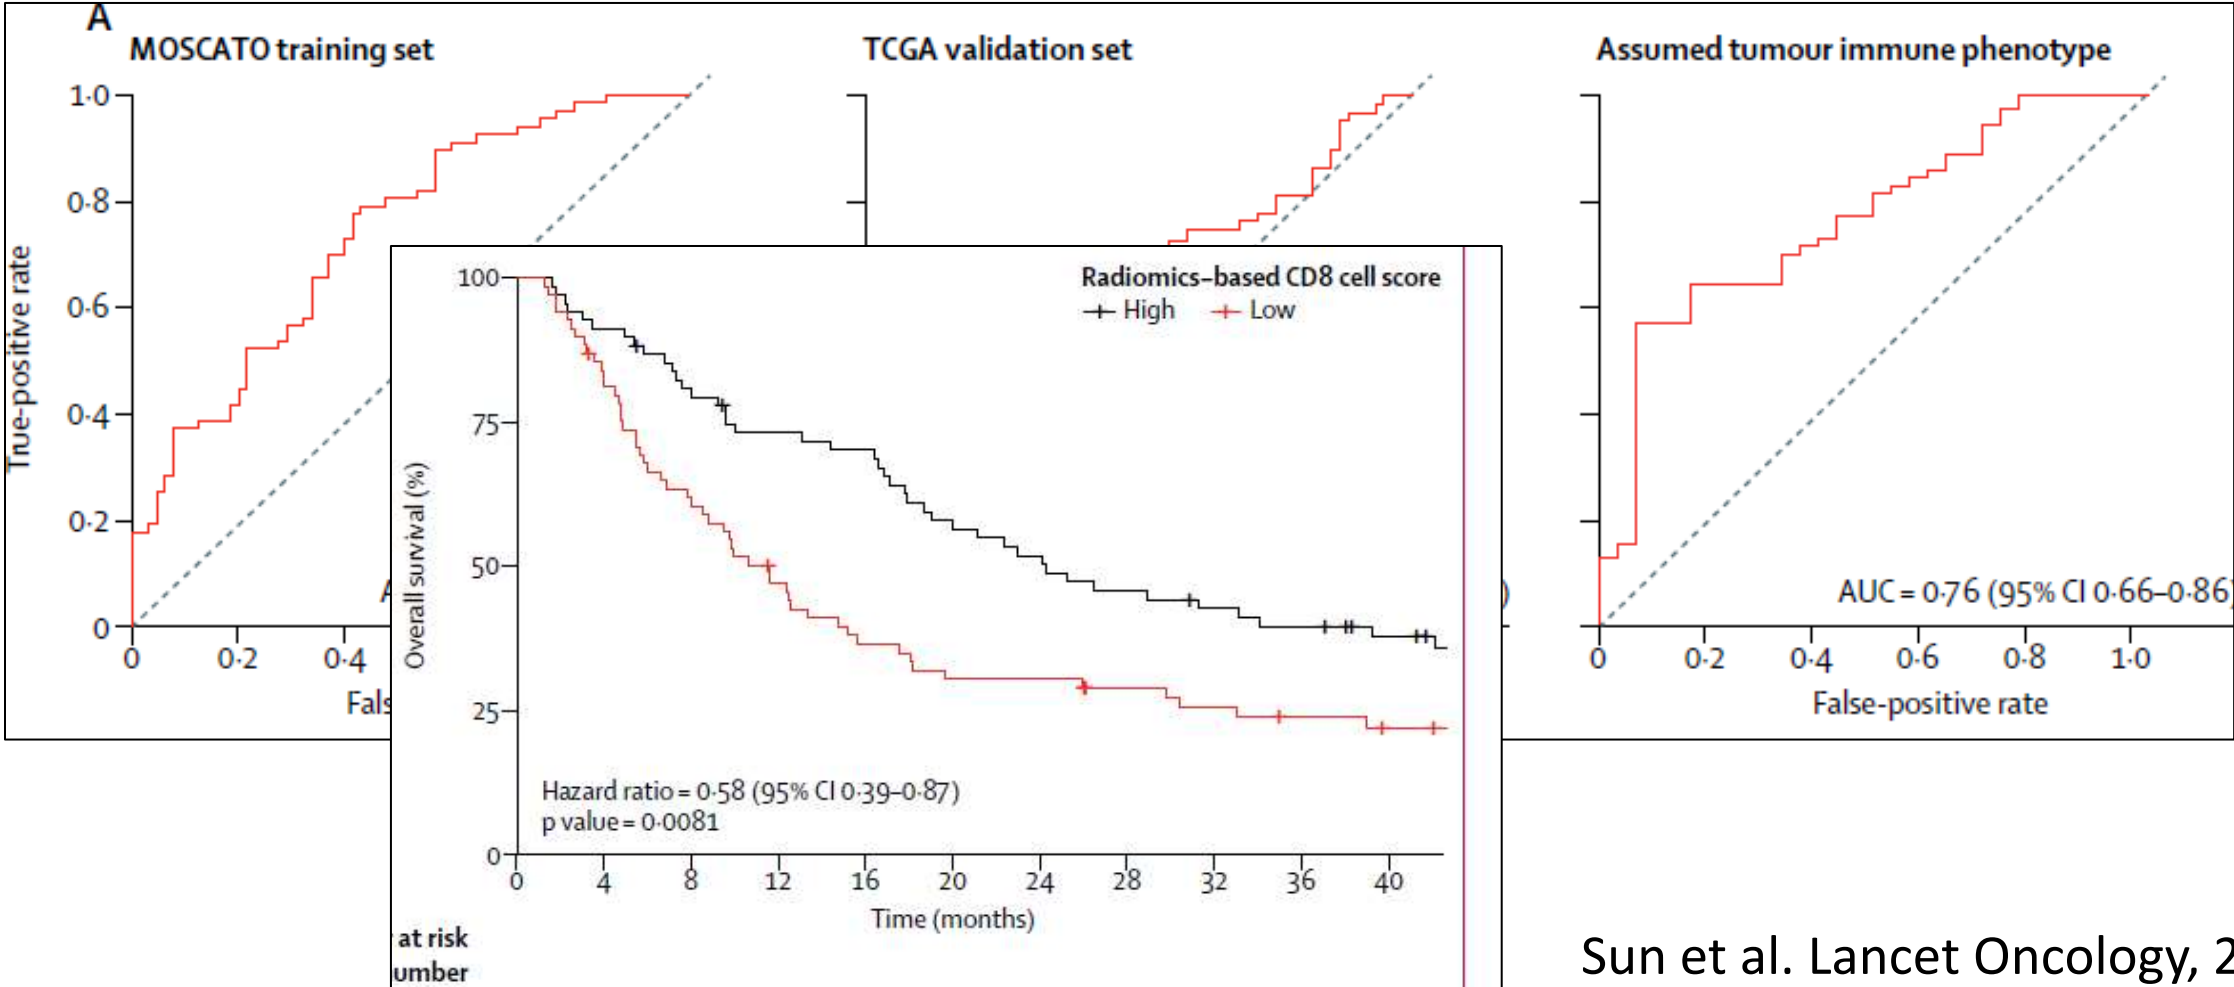 A
MOSCATO training set
TCGA validation set
Assumed tumour immune phenotype
True-positive rate
1·0
0·8
0·6
0·4
0·2
0
0 0·2 0·4
100
75
50
25
0
Overall survival (%)
Radiomics-based CD8 cell score
High Low
Hazard ratio = 0·58 (95% CI 0·39–0·87)
p value = 0·0081
0 4 8 12 16 20 24 28 32 36 40
Time (months)
at risk
)
AUC = 0·76 (95% CI 0·66–0·86)
0 0·2 0·4 0·6 0·8 1·0
False-positive rate
Sun et al. Lancet Oncology, 2